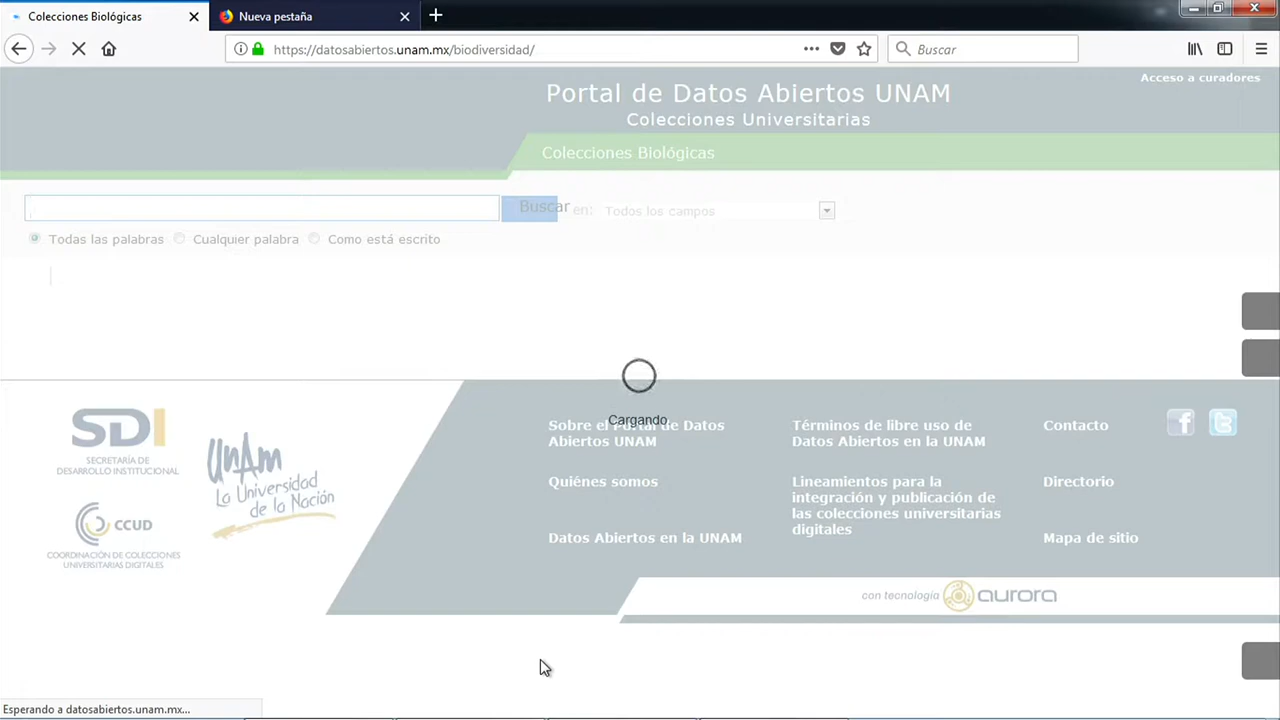 Colecciones Biológicas
Nueva pestaña
https://datosabiertos.unam.mx/biodiversidad/
Buscar
Acceso a curadores
Portal de Datos Abiertos UNAM
Colecciones Universitarias
Colecciones Biológicas
Buscar en: Todos los campos
Todas las palabras Cualquier palabra Como está escrito
Cargando
Sobre el Portal de Datos
Abiertos UNAM
Términos de libre uso de
Datos Abiertos en la UNAM
Contacto
Quiénes somos
Lineamientos para la
integración y publicación de
las colecciones universitarias
digitales
Directorio
Datos Abiertos en la UNAM
Mapa de sitio
SDI
SECRETARÍA DE
DESARROLLO INSTITUCIONAL
CCUD
COORDINACIÓN DE COLECCIONES
UNIVERSITARIAS DIGITALES
UNAM
La Universidad
de la Nación
con tecnología aurora
Esperando a datosabiertos.unam.mx...